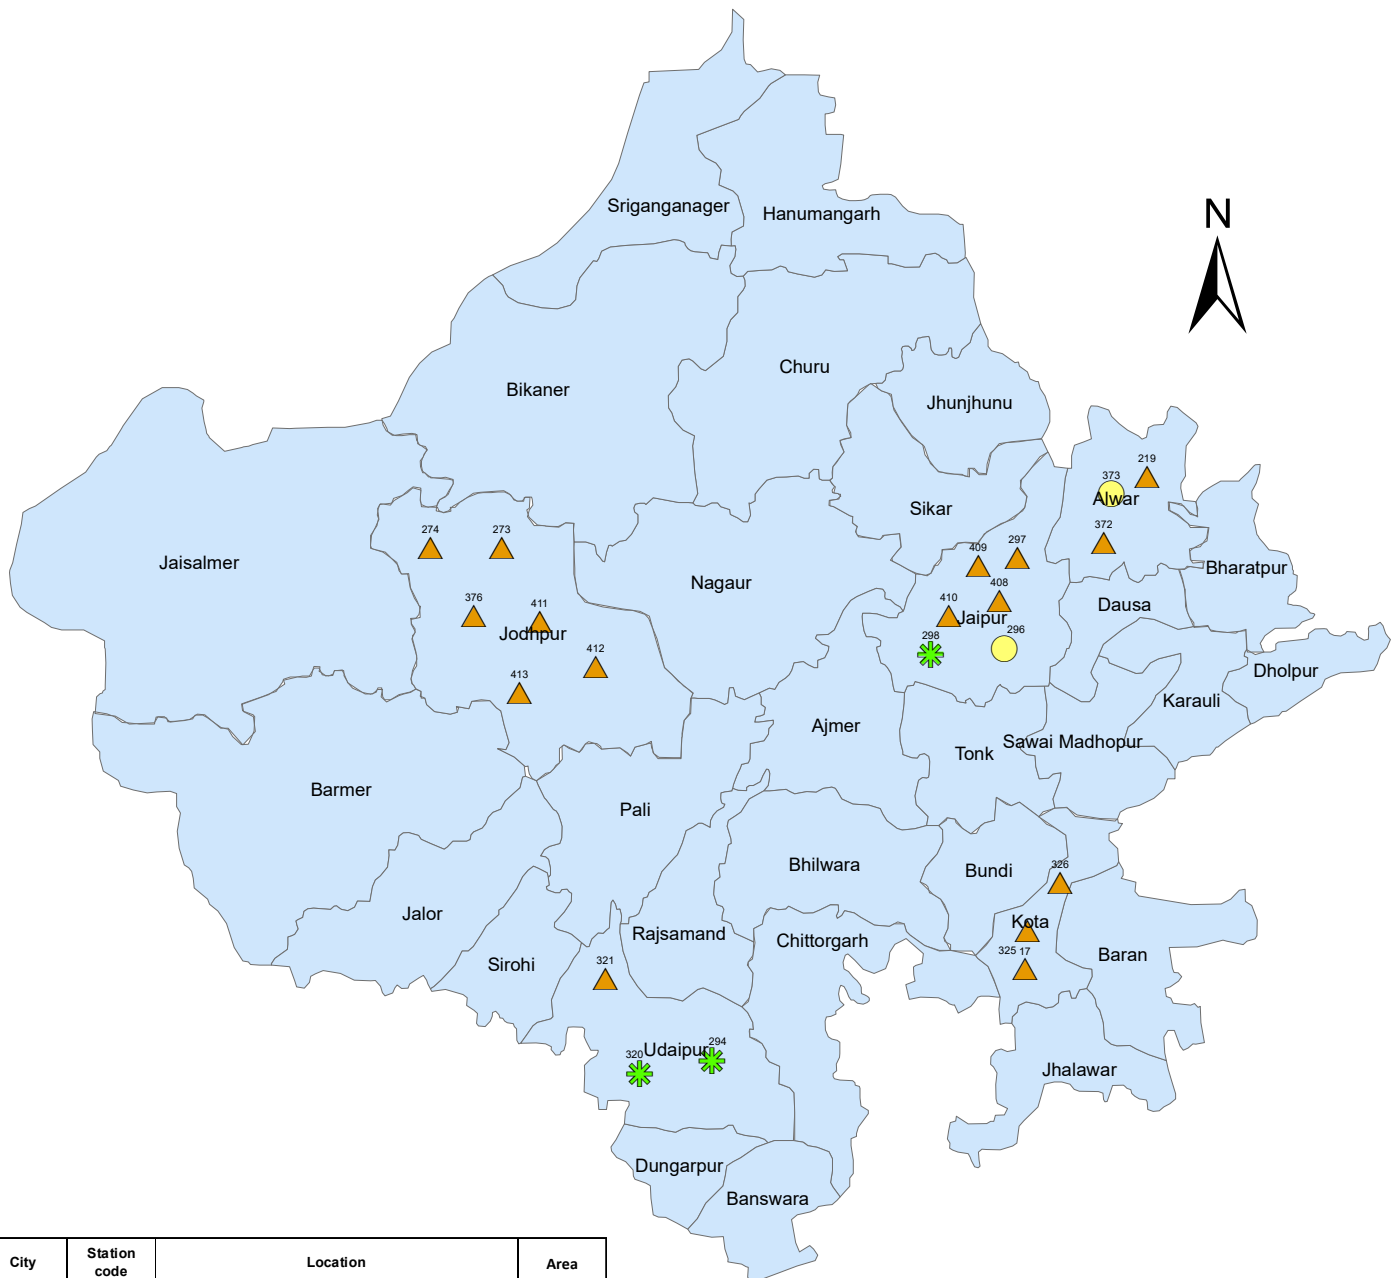 N
Sriganganager
Hanumangarh
Churu
Bikaner
Jhunjhunu
219
373
Alwar
Sikar
372
274
273
409
297
Jaisalmer
Bharatpur
Nagaur
408
376
411
410
Jaipur
Dausa
Jodhpur
298
296
412
Dholpur
413
Karauli
Ajmer
Sawai Madhopur
Tonk
Barmer
Pali
Bhilwara
326
Bundi
Jalor
Kota
Rajsamand
Chittorgarh
325
17
Baran
321
Sirohi
294
320
Udaipur
Jhalawar
Dungarpur
Banswara
City
Station code
Location
Area